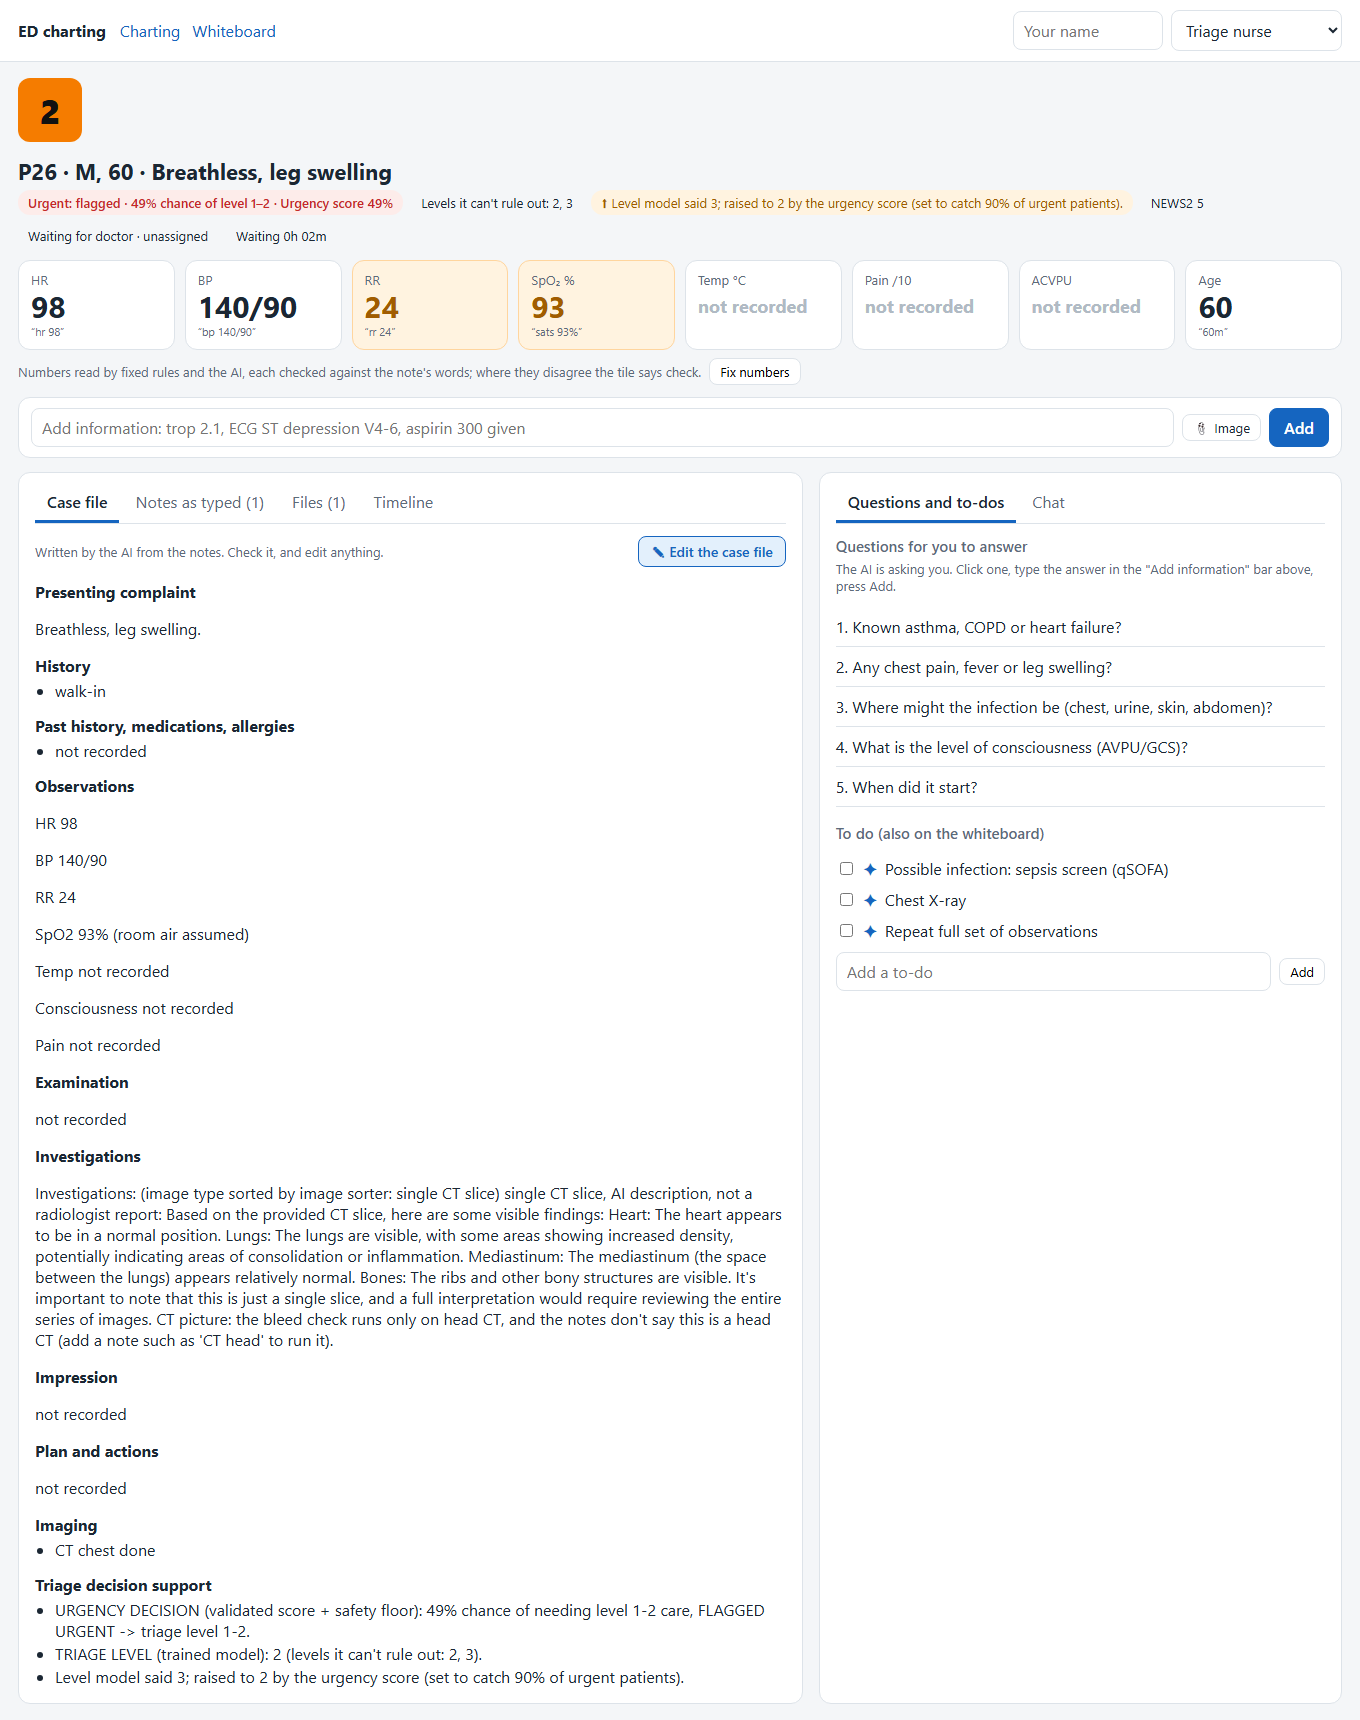 ED charting Charting Whiteboard Your name Triage nurse
2
P26 · M, 60 · Breathless, leg swelling
Urgent: flagged · 49% chance of level 1–2 · Urgency score 49% Levels it can't rule out: 2, 3 ⬆ Level model said 3; raised to 2 by the urgency score (set to catch 90% of urgent patients). NEWS2 5
Waiting for doctor · unassigned Waiting 0h 02m
HR BP RR SpO₂ % Temp °C Pain /10 ACVPU Age
98 140/90 24 93 not recorded not recorded not recorded 60
“hr 98” “bp 140/90” “rr 24” “sats 93%” “60m”
Numbers read by fixed rules and the AI, each checked against the note's words; where they disagree the tile says check. Fix numbers
Add information: trop 2.1, ECG ST depression V4-6, aspirin 300 given Image Add
Case file Notes as typed (1) Files (1) Timeline
Written by the AI from the notes. Check it, and edit anything. Edit the case file
Presenting complaint
Breathless, leg swelling.
History
• walk-in
Past history, medications, allergies
• not recorded
Observations
HR 98
BP 140/90
RR 24
SpO2 93% (room air assumed)
Temp not recorded
Consciousness not recorded
Pain not recorded
Examination
not recorded
Investigations
Investigations: (image type sorted by image sorter: single CT slice) single CT slice, AI description, not a
radiologist report: Based on the provided CT slice, here are some visible findings: Heart: The heart appears
to be in a normal position. Lungs: The lungs are visible, with some areas showing increased density,
potentially indicating areas of consolidation or inflammation. Mediastinum: The mediastinum (the space
between the lungs) appears relatively normal. Bones: The ribs and other bony structures are visible. It's
important to note that this is just a single slice, and a full interpretation would require reviewing the entire
series of images. CT picture: the bleed check runs only on head CT, and the notes don't say this is a head
CT (add a note such as 'CT head' to run it).
Impression
not recorded
Plan and actions
not recorded
Imaging
• CT chest done
Triage decision support
• URGENCY DECISION (validated score + safety floor): 49% chance of needing level 1-2 care, FLAGGED
URGENT -> triage level 1-2.
• TRIAGE LEVEL (trained model): 2 (levels it can't rule out: 2, 3).
• Level model said 3; raised to 2 by the urgency score (set to catch 90% of urgent patients).
Questions and to-dos Chat
Questions for you to answer
The AI is asking you. Click one, type the answer in the "Add information" bar above,
press Add.
1. Known asthma, COPD or heart failure?
2. Any chest pain, fever or leg swelling?
3. Where might the infection be (chest, urine, skin, abdomen)?
4. What is the level of consciousness (AVPU/GCS)?
5. When did it start?
To do (also on the whiteboard)
✦ Possible infection: sepsis screen (qSOFA)
✦ Chest X-ray
✦ Repeat full set of observations
Add a to-do Add